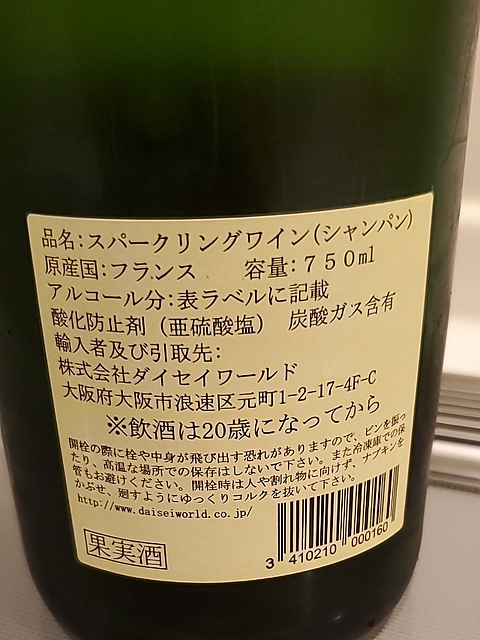 品名:スパークリングワイン(シャンパン)
原産国:フランス 容量:７５０ml
アルコール分:表ラベルに記載
酸化防止剤（亜硫酸塩） 炭酸ガス含有
輸入者及び引取先:
株式会社ダイセイワールド
大阪府大阪市浪速区元町1-2-17-4F-C
※飲酒は20歳になってから
開栓の際に栓や中身が飛び出す恐れがありますので、ビンを振っ
たり、高温な場所での保存はしないで下さい。また冷凍庫での保
管もお避けください。開栓時は人や割れ物に向けず、ナプキンを
かぶせ、廻すようにゆっくりコルクを抜いて下さい。
http://www.daiseiworld.co.jp/
果実酒
3 410210 000160